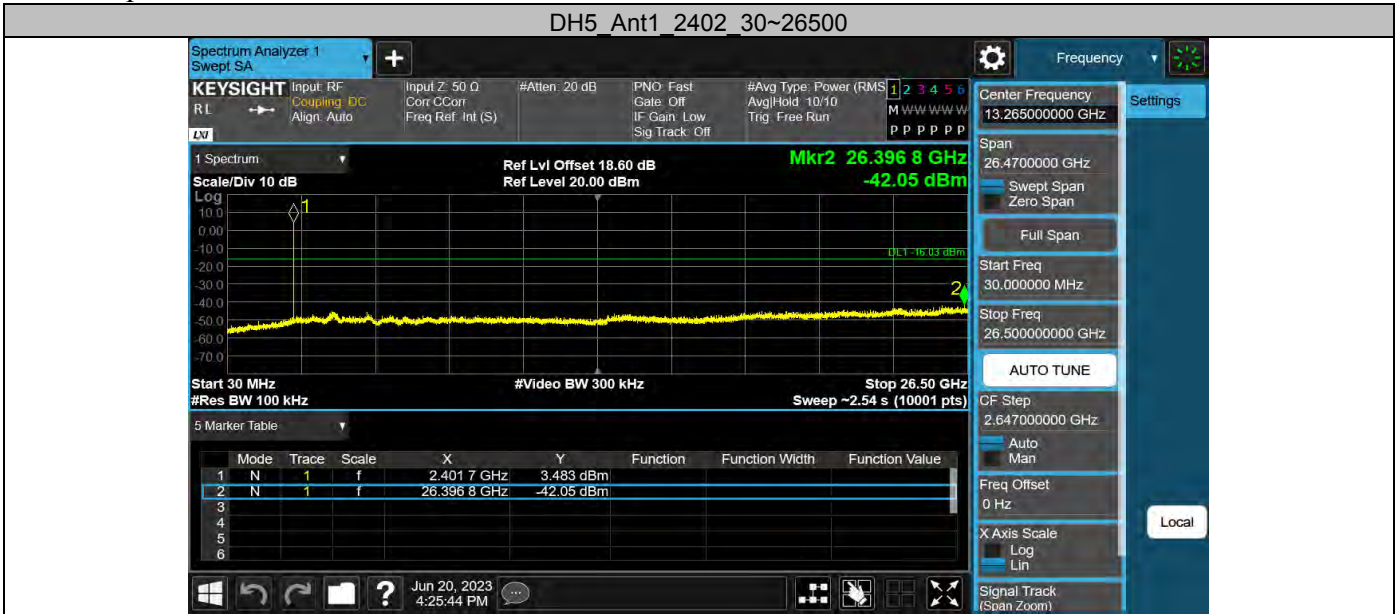 DH5_Ant1_2402_30~26500
Spectrum Analyzer 1
Swept SA
+
Frequency
KEYSIGHT
RL
LXI
Input: RF
Coupling: DC
Align: Auto
Input Z: 50 Ω
Corr CCorr
Freq Ref: Int (S)
#Atten: 20 dB
PNO: Fast
Gate: Off
IF Gain: Low
Sig Track: Off
#Avg Type: Power (RMS
Avg|Hold: 10/10
Trig: Free Run
1 2 3 4 5 6
M W W W W W
P P P P P P
1 Spectrum
Scale/Div 10 dB
Log
Ref Lvl Offset 18.60 dB
Ref Level 20.00 dBm
Mkr2 26.396 8 GHz
-42.05 dBm
10.0
0.00
-10.0
-20.0
-30.0
-40.0
-50.0
-60.0
-70.0
1
DL1 -16.03 dBm
2
Start 30 MHz
#Res BW 100 kHz
#Video BW 300 kHz
Stop 26.50 GHz
Sweep ~2.54 s (10001 pts)
5 Marker Table
Mode Trace Scale X Y Function Function Width Function Value
1 N 1 f 2.401 7 GHz 3.483 dBm
2 N 1 f 26.396 8 GHz -42.05 dBm
3
4
5
6
Jun 20, 2023
4:25:44 PM
?
Center Frequency
13.265000000 GHz
Settings
Span
26.4700000 GHz
Swept Span
Zero Span
Full Span
Start Freq
30.000000 MHz
Stop Freq
26.500000000 GHz
AUTO TUNE
CF Step
2.647000000 GHz
Auto
Man
Freq Offset
0 Hz
Local
X Axis Scale
Log
Lin
Signal Track
(Span Zoom)